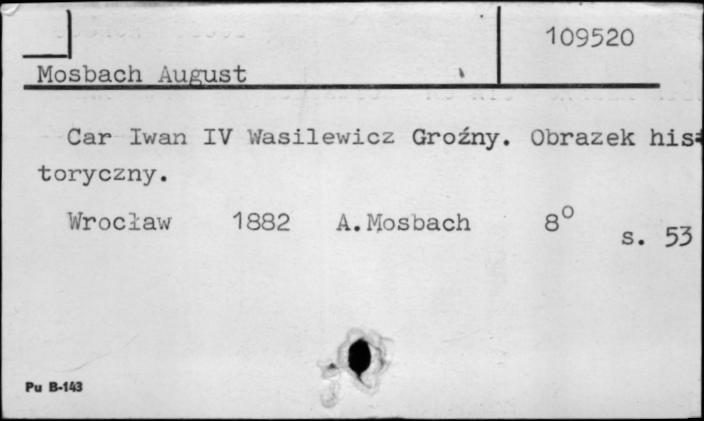 109520
Mosbach August
Car Iwan IV Wasilewicz Groźny. Obrazek his=
toryczny.
Wrocław 1882 A.Mosbach 8° s. 53
Pu B-143